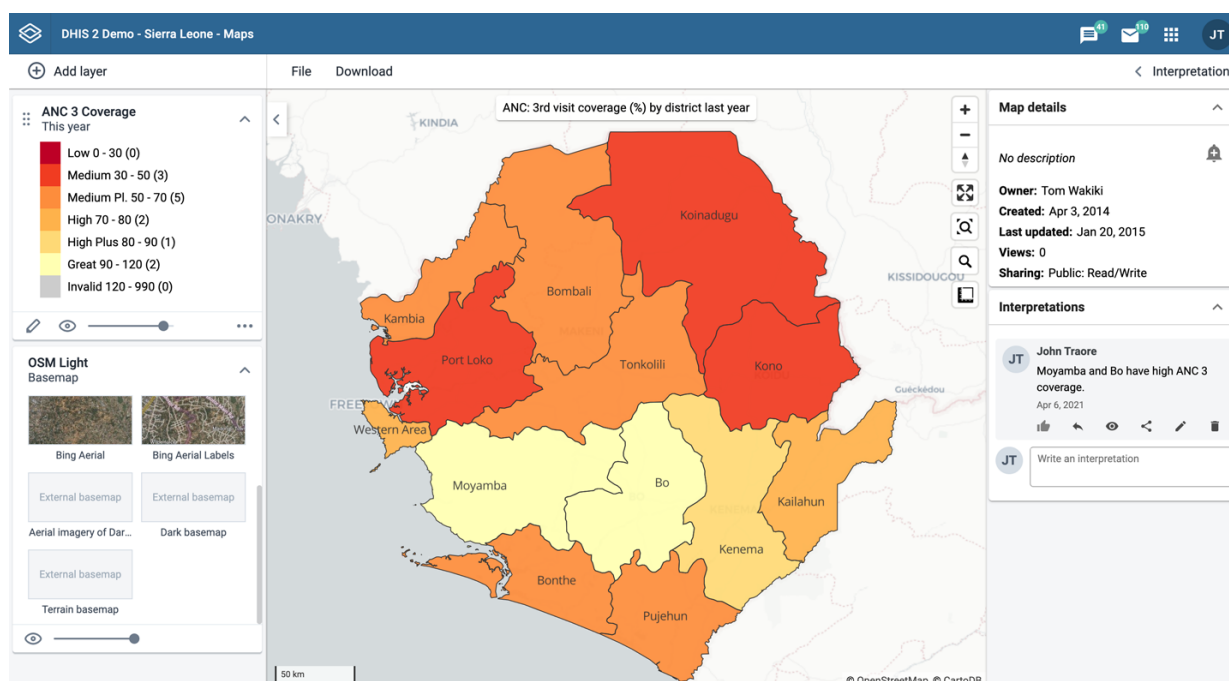 DHIS 2 Demo - Sierra Leone - Maps
41
110
JT
Add layer
File
Download
Interpretation
ANC 3 Coverage
This year
Low 0 - 30 (0)
Medium 30 - 50 (3)
Medium Pl. 50 - 70 (5)
High 70 - 80 (2)
High Plus 80 - 90 (1)
Great 90 - 120 (2)
Invalid 120 - 990 (0)
OSM Light
Basemap
Bing Aerial
Bing Aerial Labels
External basemap
External basemap
Aerial imagery of Dar...
Dark basemap
External basemap
Terrain basemap
ANC: 3rd visit coverage (%) by district last year
KINDIA
ONAKRY
Koinadugu
KISSIDOUGOU
Bombali
Kambia
Port Loko
Tonkolili
Kono
Guéckédou
FREE
Western Area
Moyamba
Bo
Kailahun
Kenema
Bonthe
Pujehun
50 km
© OpenStreetMap, © CartoDB
Map details
No description
Owner: Tom Wakiki
Created: Apr 3, 2014
Last updated: Jan 20, 2015
Views: 0
Sharing: Public: Read/Write
Interpretations
JT
John Traore
Moyamba and Bo have high ANC 3
coverage.
Apr 6, 2021
JT
Write an interpretation